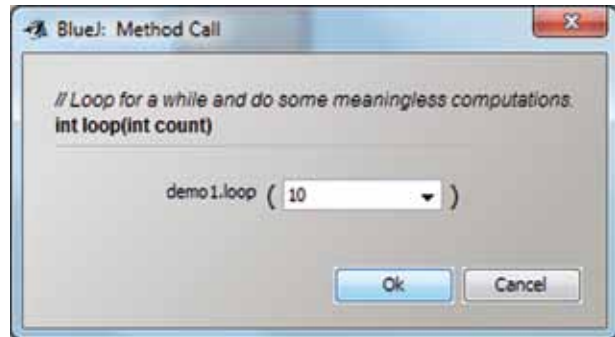 BlueJ: Method Call
// Loop for a while and do some meaningless computations.
int loop(int count)
demo1.loop ( 10 )
Ok Cancel